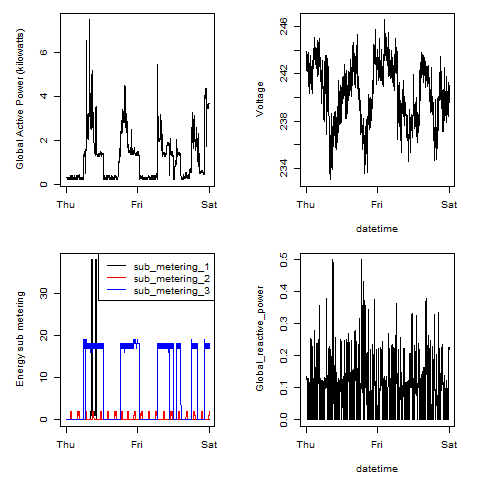 Global Active Power (kilowatts)
6
4
2
0
Thu
Fri
Sat
Voltage
246
242
238
234
Thu
Fri
Sat
datetime
Energy sub metering
30
20
10
0
sub_metering_1
sub_metering_2
sub_metering_3
Thu
Fri
Sat
Global_reactive_power
0.5
0.4
0.3
0.2
0.1
0.0
Thu
Fri
Sat
datetime